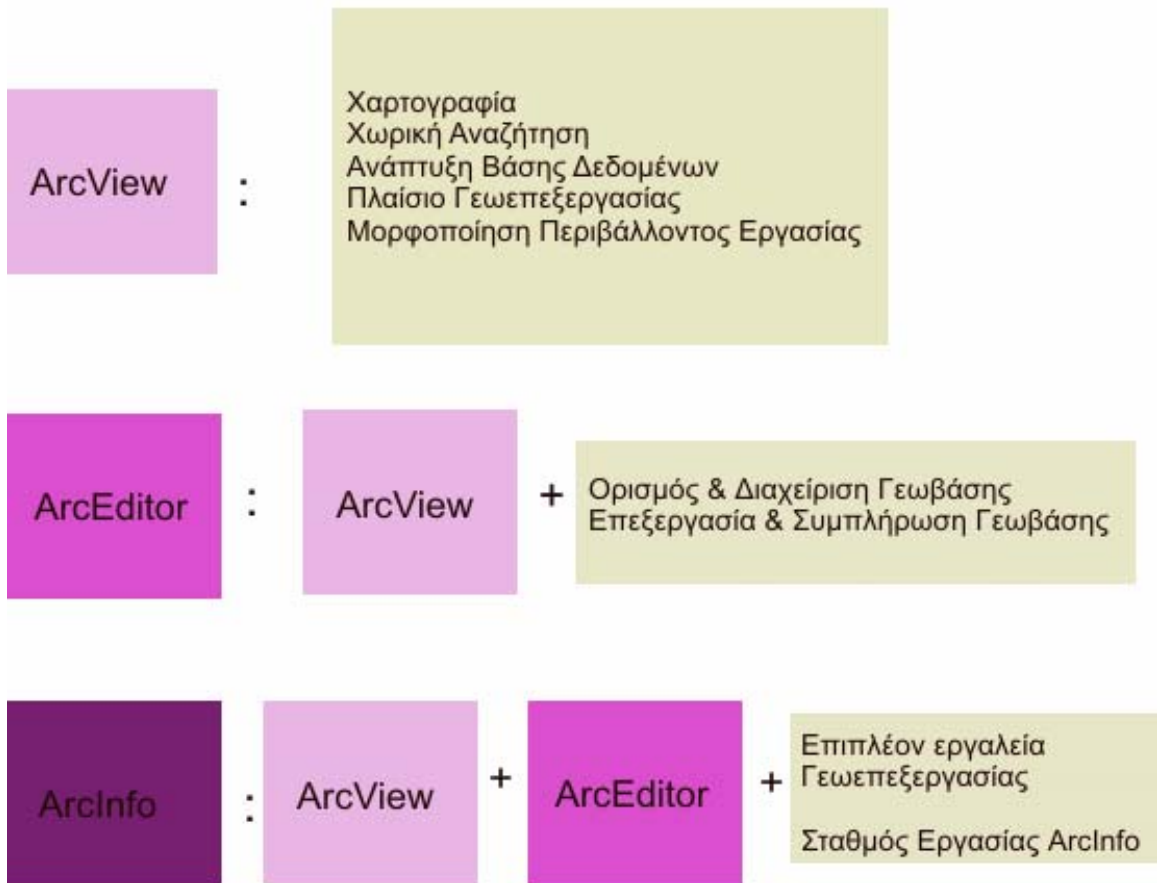 ArcView
:
Χαρτογραφία
Χωρική Αναζήτηση
Ανάπτυξη Βάσης Δεδομένων
Πλαίσιο Γεωεπεξεργασίας
Μορφοποίηση Περιβάλλοντος Εργασίας
ArcEditor
:
ArcView
+
Ορισμός & Διαχείριση Γεωβάσης
Επεξεργασία & Συμπλήρωση Γεωβάσης
ArcInfo
:
ArcView
+
ArcEditor
+
Επιπλέον εργαλεία
Γεωεπεξεργασίας
Σταθμός Εργασίας ArcInfo